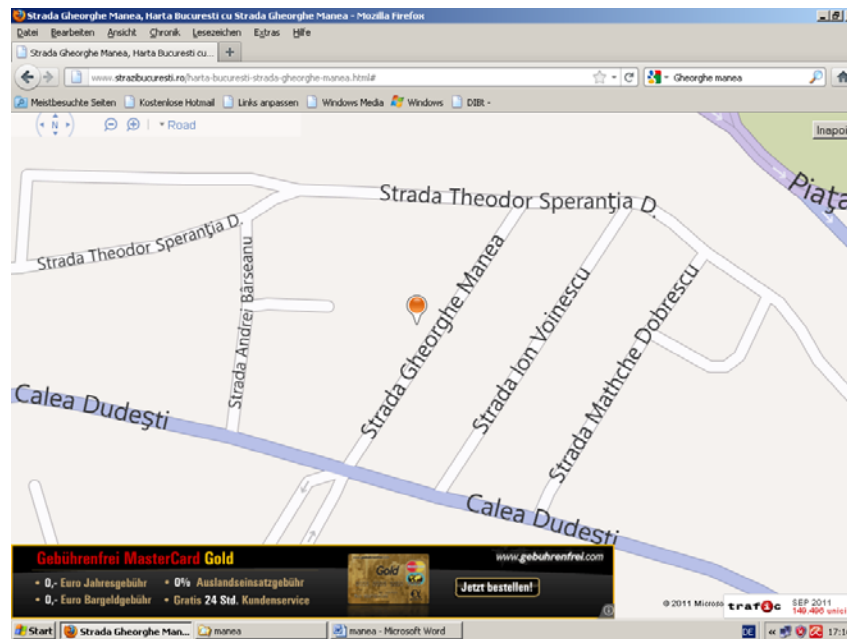 Strada Gheorghe Manea, Harta Bucuresti cu Strada Gheorghe Manea - Mozilla Firefox
Datei Bearbeiten Ansicht Chronik Lesezeichen Extras Hilfe
Strada Gheorghe Manea, Harta Bucuresti cu... +
www.strazibucuresti.ro/harta-bucuresti-strada-gheorghe-manea.html#
Gheorghe manea
Meistbesuchte Seiten Kostenlose Hotmail Links anpassen Windows Media Windows DIBt -
N Road
Inapoi
Piaţa
Strada Theodor Speranţia D.
Strada Theodor Speranţia D.
Strada Andrei Bârseanu
Strada Gheorghe Manea
Strada Ion Voinescu
Strada Mathche Dobrescu
Calea Dudeşti
Calea Dudeşti
Gebührenfrei MasterCard Gold
www.gebuhrenfrei.com
• 0,- Euro Jahresgebühr • 0% Auslandseinsatzgebühr
• 0,- Euro Bargeldgebühr • Gratis 24 Std. Kundenservice
Gold
Jetzt bestellen!
© 2011 Microso
trafic
SEP 2011
Start Strada Gheorghe Man... manea manea - Microsoft Word
DE « 17:1